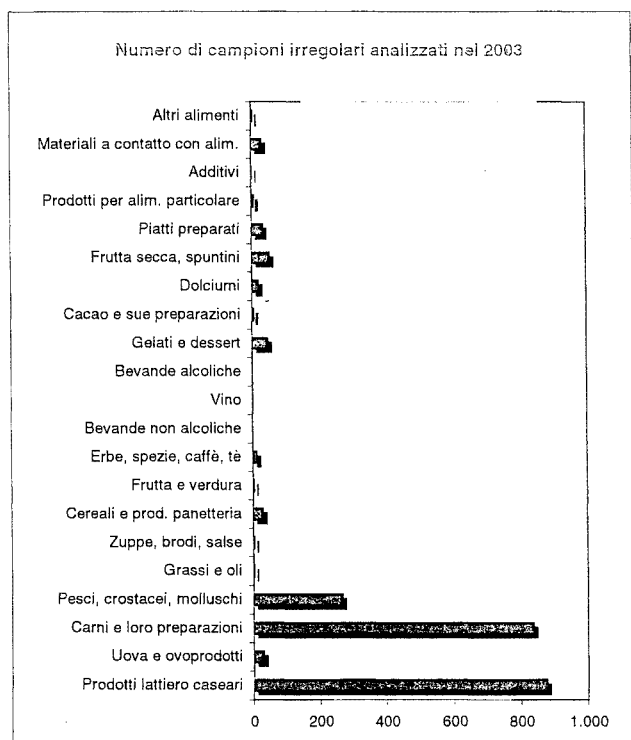 Numero di campioni irregolari analizzati nel 2003
Altri alimenti
Materiali a contatto con alim.
Additivi
Prodotti per alim. particolare
Piatti preparati
Frutta secca, spuntini
Dolciumi
Cacao e sue preparazioni
Gelati e dessert
Bevande alcoliche
Vino
Bevande non alcoliche
Erbe, spezie, caffè, tè
Frutta e verdura
Cereali e prod. panetteria
Zuppe, brodi, salse
Grassi e oli
Pesci, crostacei, molluschi
Carni e loro preparazioni
Uova e ovoprodotti
Prodotti lattiero caseari
0 200 400 600 800 1.000